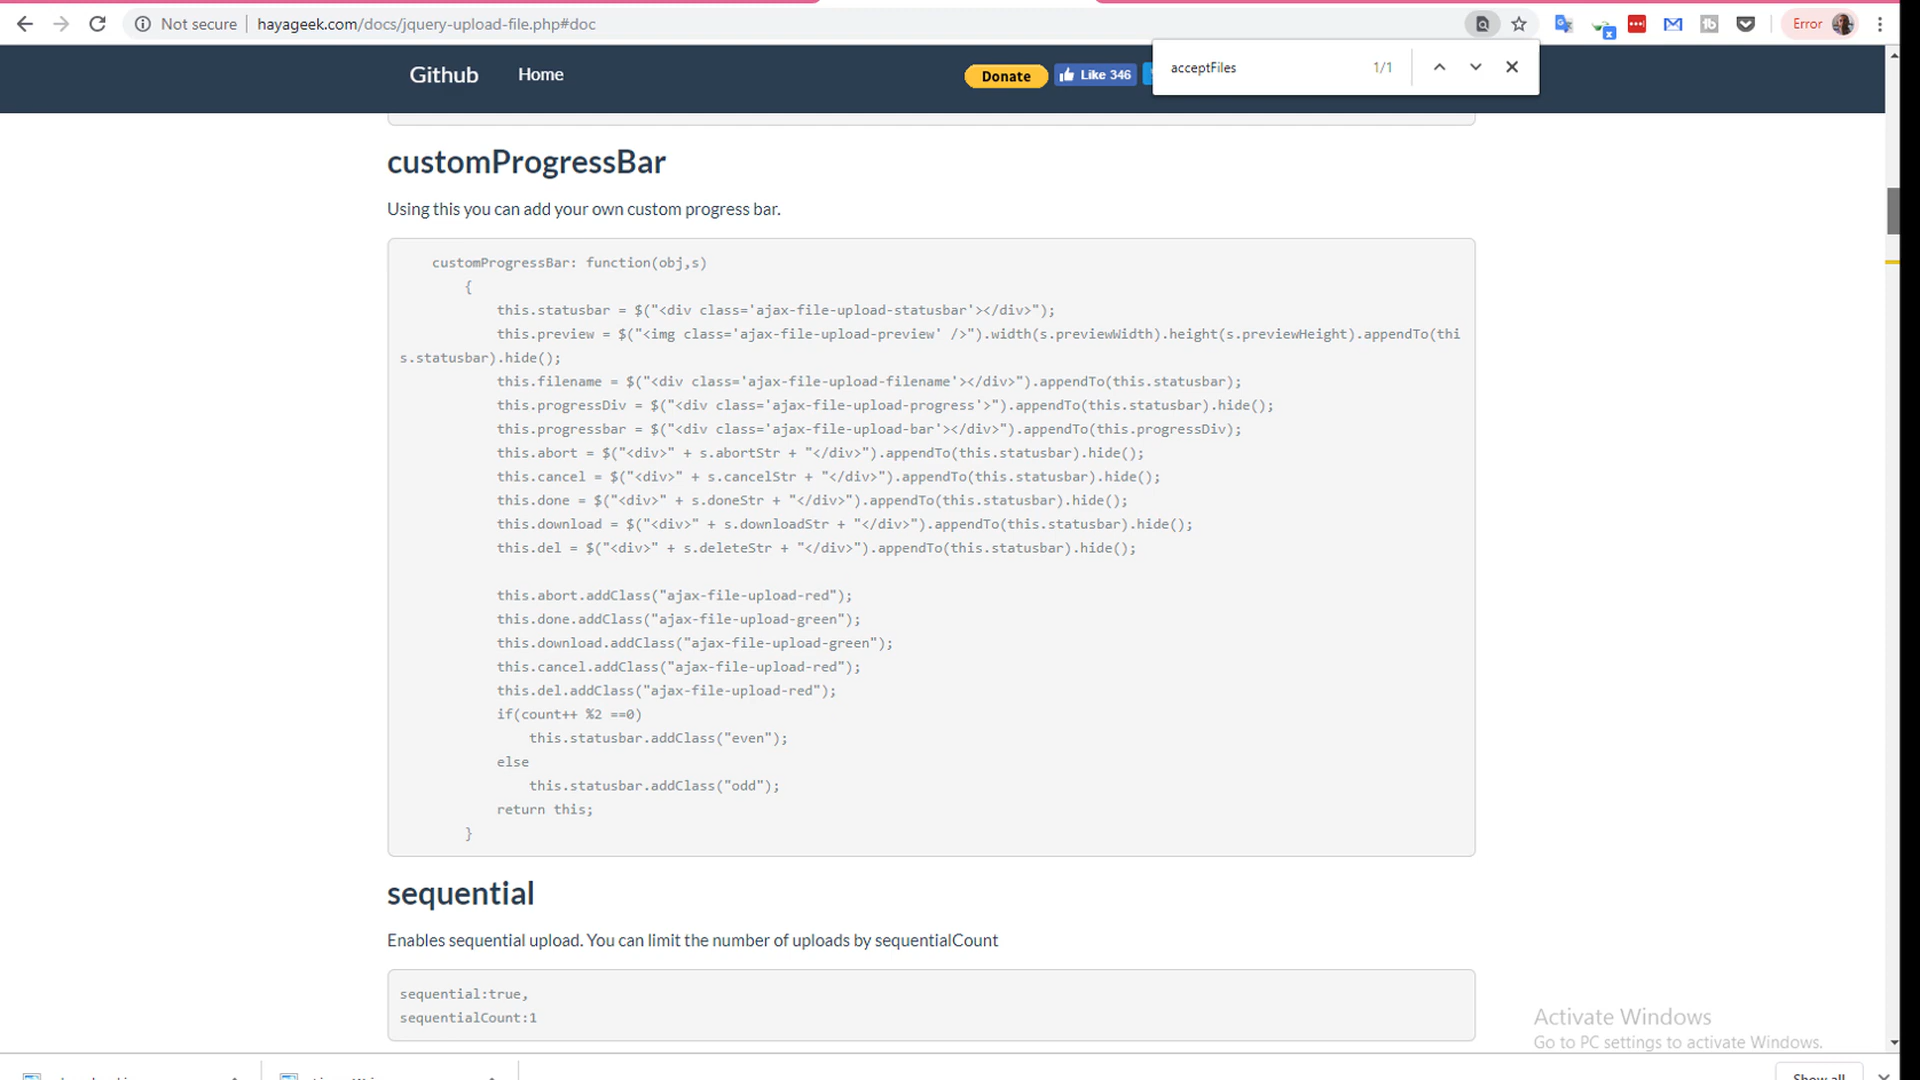 Not secure hayageek.com/docs/jquery-upload-file.php#doc Error
Github Home Donate Like 346 acceptFiles 1/1
customProgressBar
Using this you can add your own custom progress bar.
customProgressBar: function(obj,s)
{
this.statusbar = $("<div class='ajax-file-upload-statusbar'></div>");
this.preview = $("<img class='ajax-file-upload-preview' />").width(s.previewWidth).height(s.previewHeight).appendTo(thi
s.statusbar).hide();
this.filename = $("<div class='ajax-file-upload-filename'></div>").appendTo(this.statusbar);
this.progressDiv = $("<div class='ajax-file-upload-progress'>").appendTo(this.statusbar).hide();
this.progressbar = $("<div class='ajax-file-upload-bar'></div>").appendTo(this.progressDiv);
this.abort = $("<div>" + s.abortStr + "</div>").appendTo(this.statusbar).hide();
this.cancel = $("<div>" + s.cancelStr + "</div>").appendTo(this.statusbar).hide();
this.done = $("<div>" + s.doneStr + "</div>").appendTo(this.statusbar).hide();
this.download = $("<div>" + s.downloadStr + "</div>").appendTo(this.statusbar).hide();
this.del = $("<div>" + s.deleteStr + "</div>").appendTo(this.statusbar).hide();
this.abort.addClass("ajax-file-upload-red");
this.done.addClass("ajax-file-upload-green");
this.download.addClass("ajax-file-upload-green");
this.cancel.addClass("ajax-file-upload-red");
this.del.addClass("ajax-file-upload-red");
if(count++ %2 ==0)
this.statusbar.addClass("even");
else
this.statusbar.addClass("odd");
return this;
}
sequential
Enables sequential upload. You can limit the number of uploads by sequentialCount
sequential:true,
sequentialCount:1
Activate Windows
Go to PC settings to activate Windows.
Show all